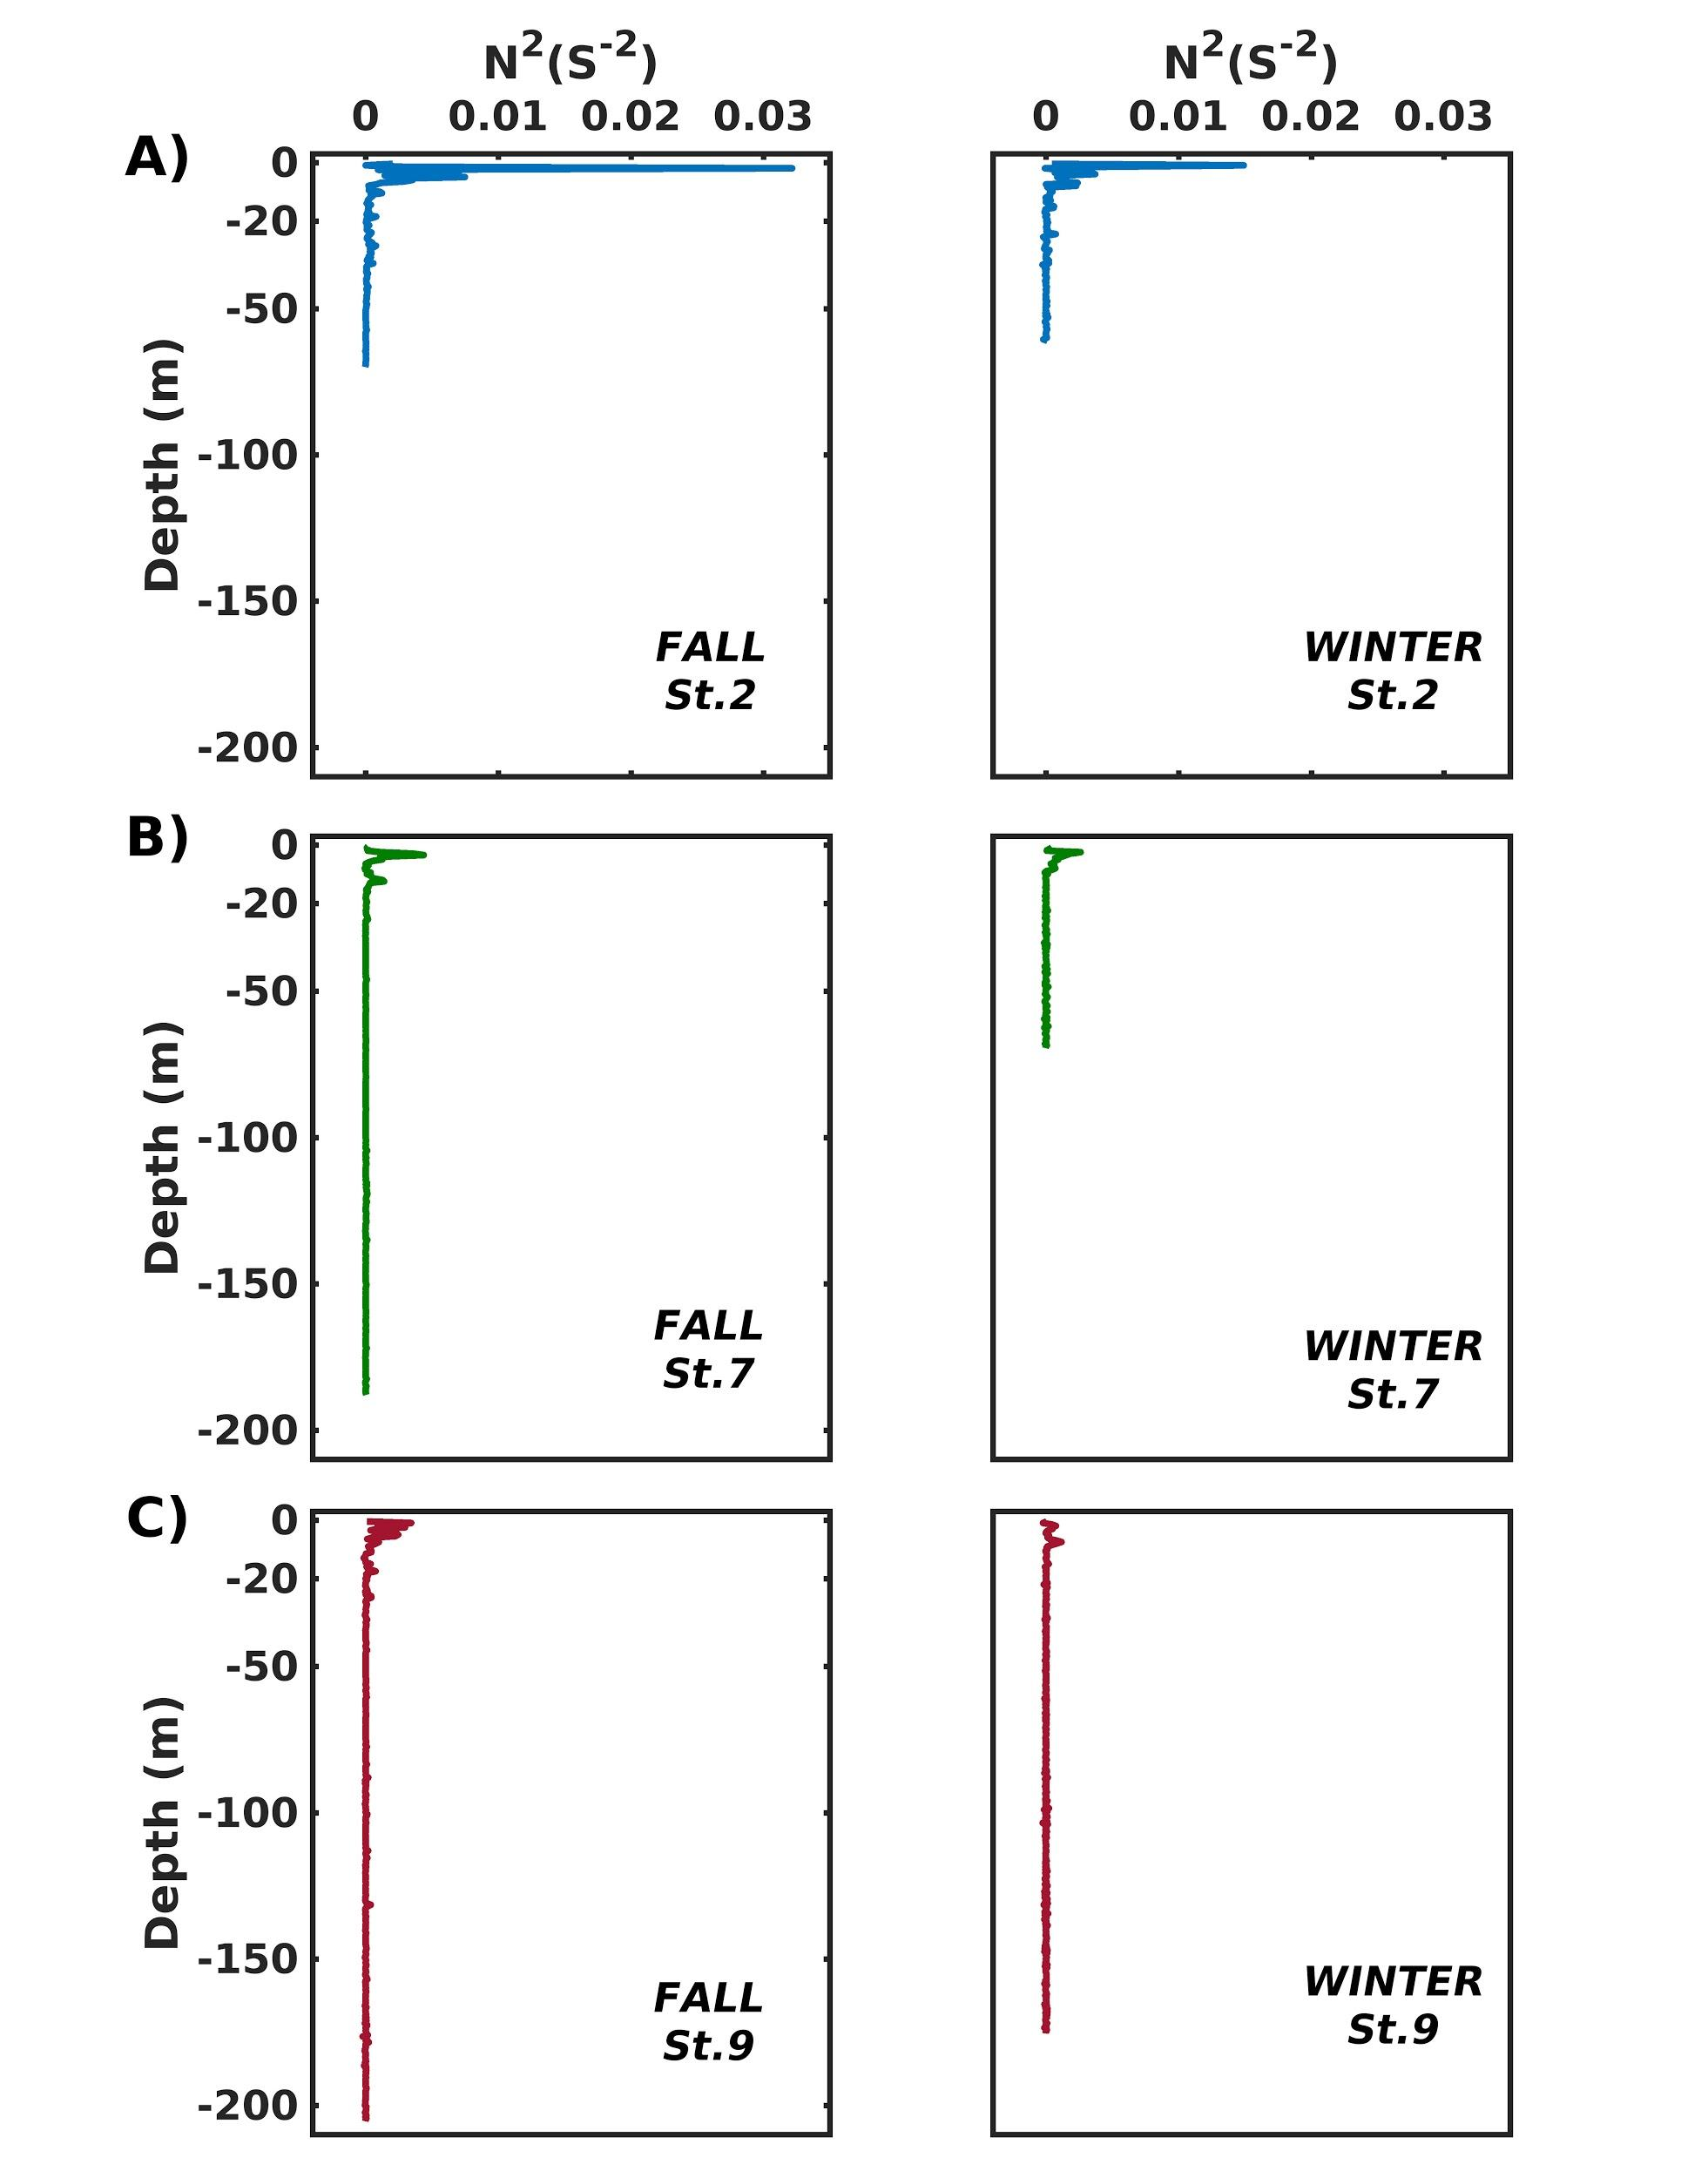 N²(S⁻²) N²(S⁻²)
0 0.01 0.02 0.03 0 0.01 0.02 0.03
A)
0
-20
-50
-100
-150
-200
Depth (m)
FALL
St.2
WINTER
St.2
B)
0
-20
-50
-100
-150
-200
Depth (m)
FALL
St.7
WINTER
St.7
C)
0
-20
-50
-100
-150
-200
Depth (m)
FALL
St.9
WINTER
St.9